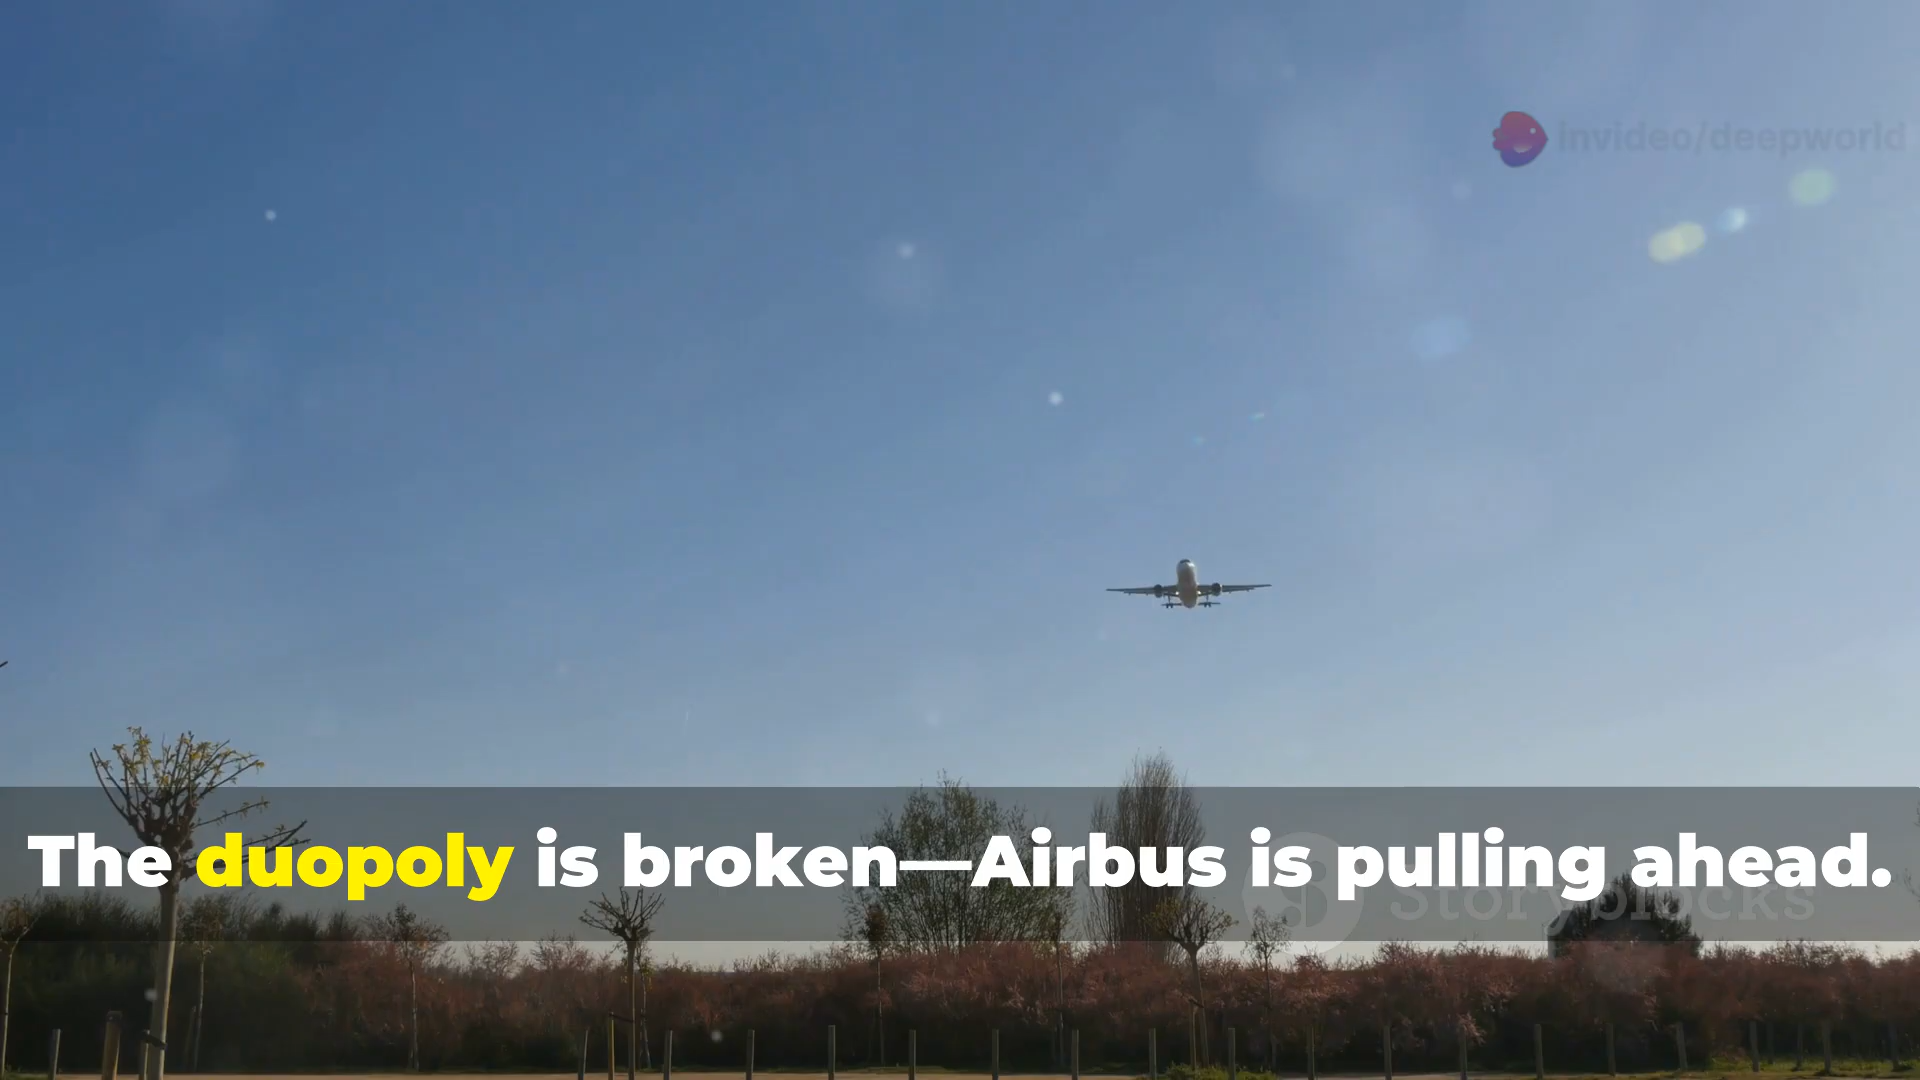 invideo/deepworld
The duopoly is broken—Airbus is pulling ahead.
Storyblocks